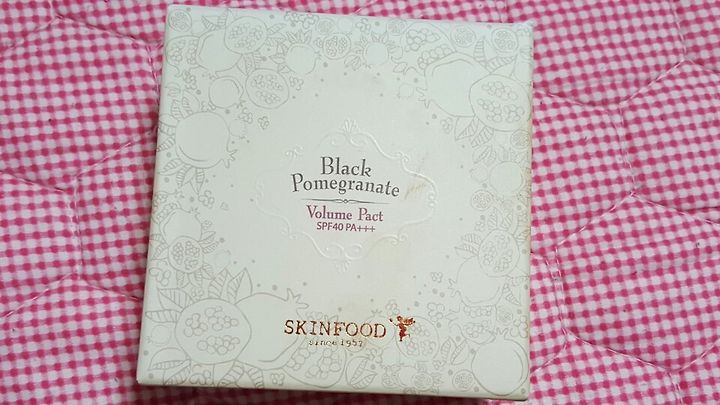 Black
Pomegranate
Volume Pact
SPF40 PA+++
SKINFOOD
since 1957